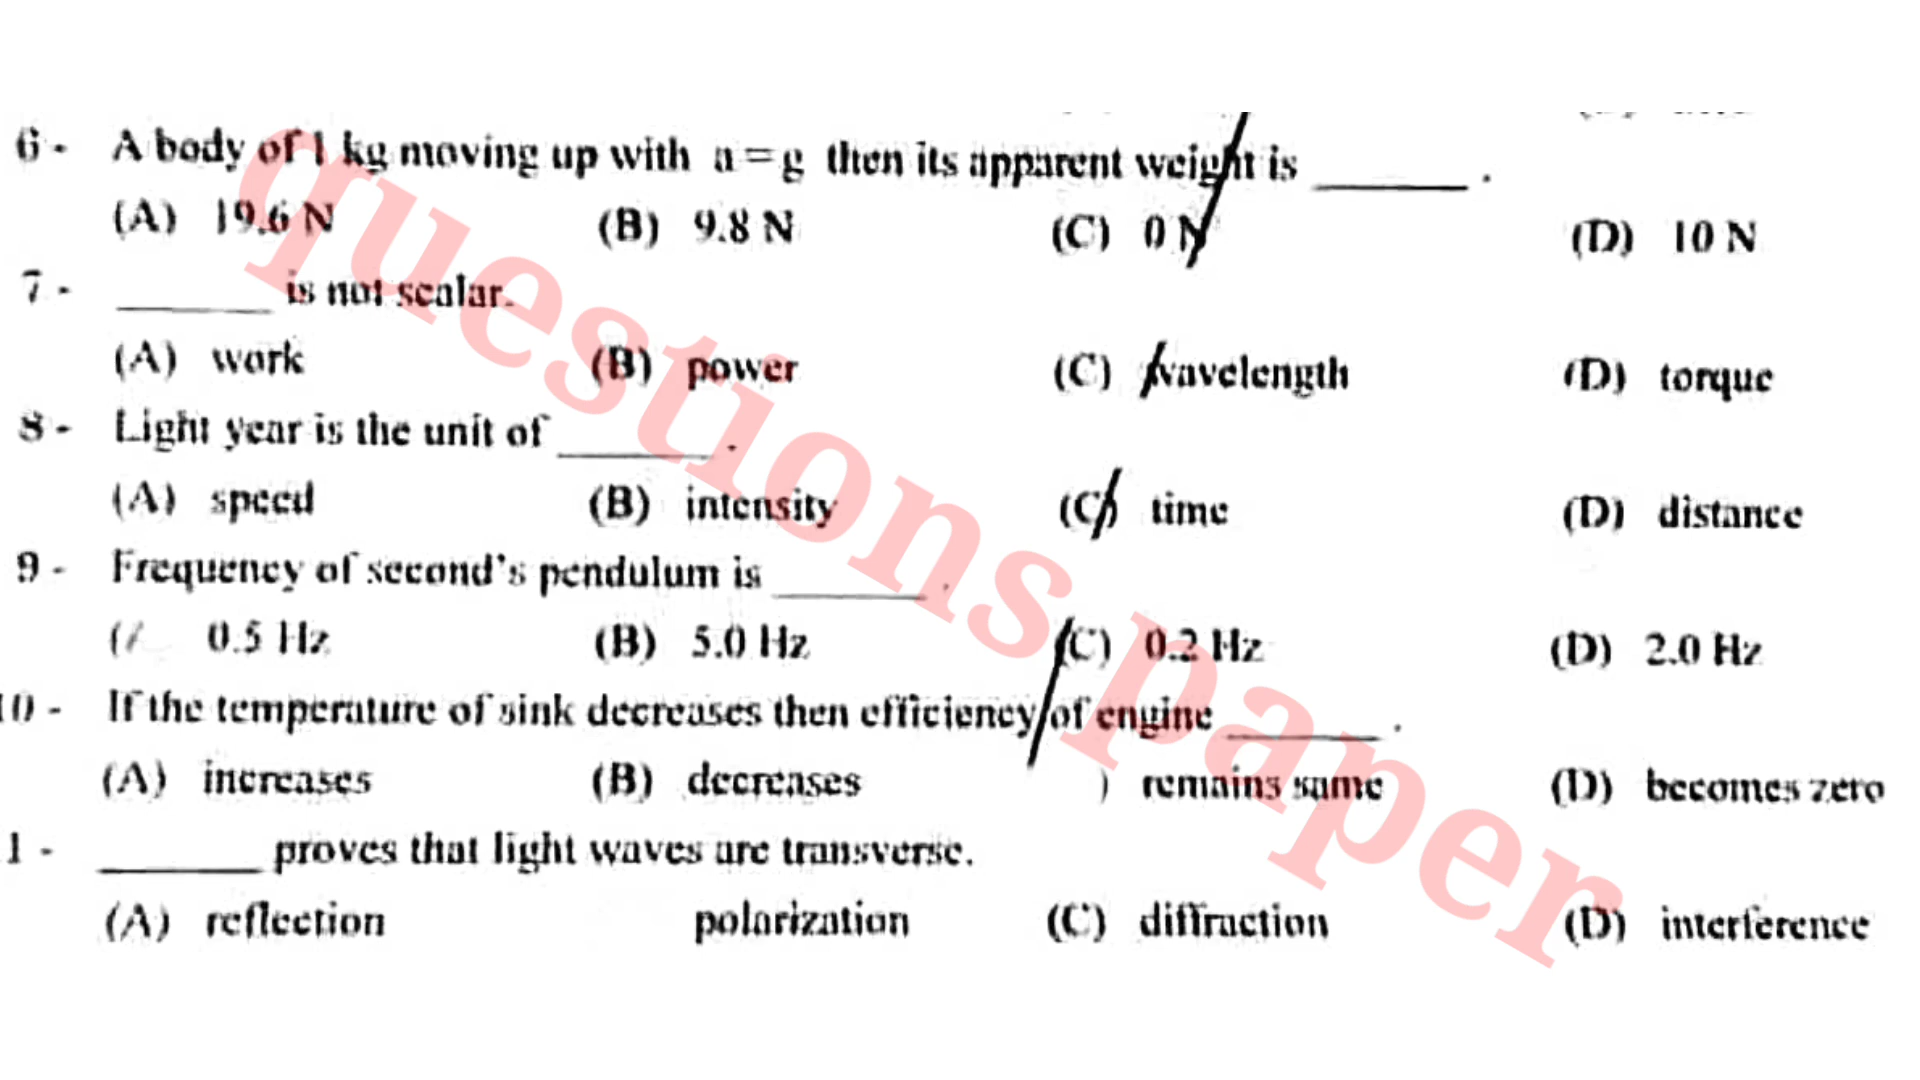 6 - A body of 1 kg moving up with a = g then its apparent weight is ______ .
(A) 19.6 N (B) 9.8 N (C) 0 N (D) 10 N
7 - ______ is not scalar.
(A) work (B) power (C) wavelength (D) torque
8 - Light year is the unit of ______ .
(A) speed (B) intensity (C) time (D) distance
9 - Frequency of second's pendulum is ______ .
( 0.5 Hz (B) 5.0 Hz (C) 0.2 Hz (D) 2.0 Hz
10 - If the temperature of sink decreases then efficiency of engine ______ .
(A) increases (B) decreases ) remains same (D) becomes zero
1 - ______ proves that light waves are transverse.
(A) reflection polarization (C) diffraction (D) interference
questions paper